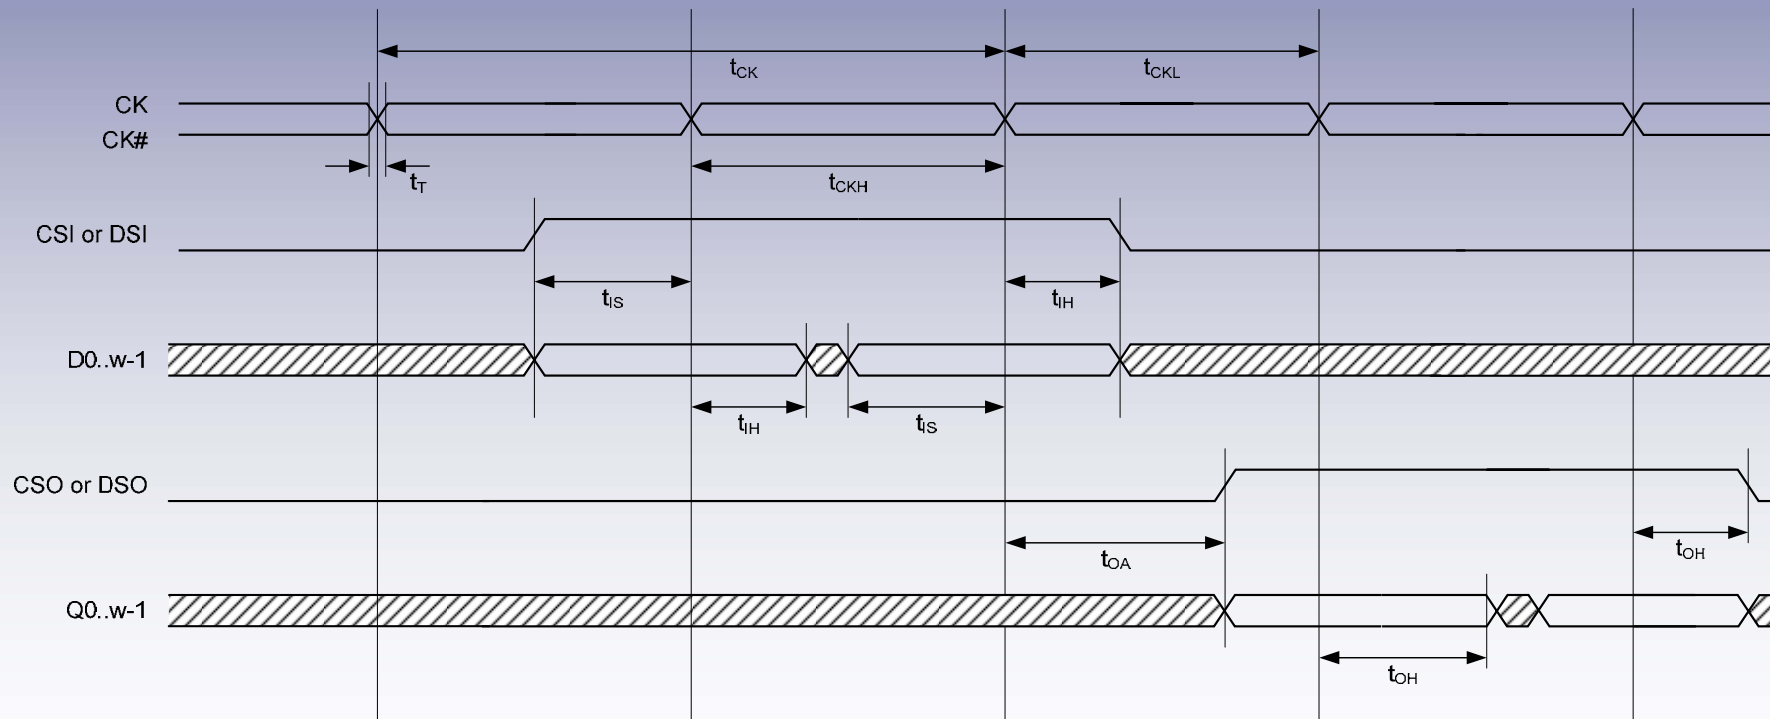 tCK
tCKL
CK
CK#
tT
tCKH
CSI or DSI
tIS
tIH
D0..w-1
tIH
tIS
CSO or DSO
tOA
tOH
Q0..w-1
tOH